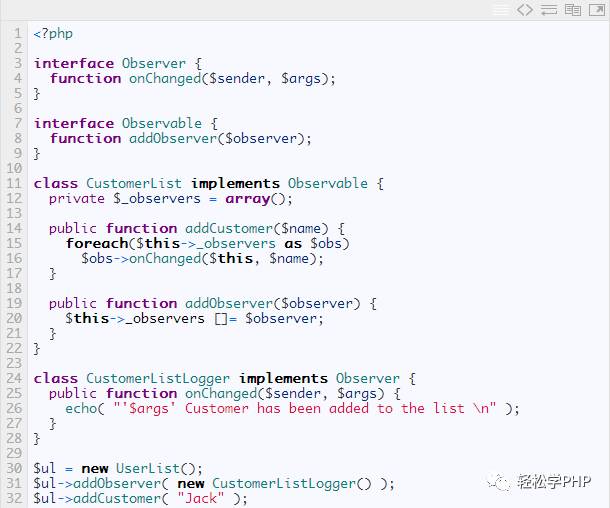 1 <?php
2
3 interface Observer {
4   function onChanged($sender, $args);
5 }
6
7 interface Observable {
8   function addObserver($observer);
9 }
10
11 class CustomerList implements Observable {
12   private $_observers = array();
13
14   public function addCustomer($name) {
15     foreach($this->_observers as $obs)
16       $obs->onChanged($this, $name);
17   }
18
19   public function addObserver($observer) {
20     $this->_observers []= $observer;
21   }
22 }
23
24 class CustomerListLogger implements Observer {
25   public function onChanged($sender, $args) {
26     echo( "'$args' Customer has been added to the list \n" );
27   }
28 }
29
30 $ul = new UserList();
31 $ul->addObserver( new CustomerListLogger() );
32 $ul->addCustomer( "Jack" );
轻松学PHP